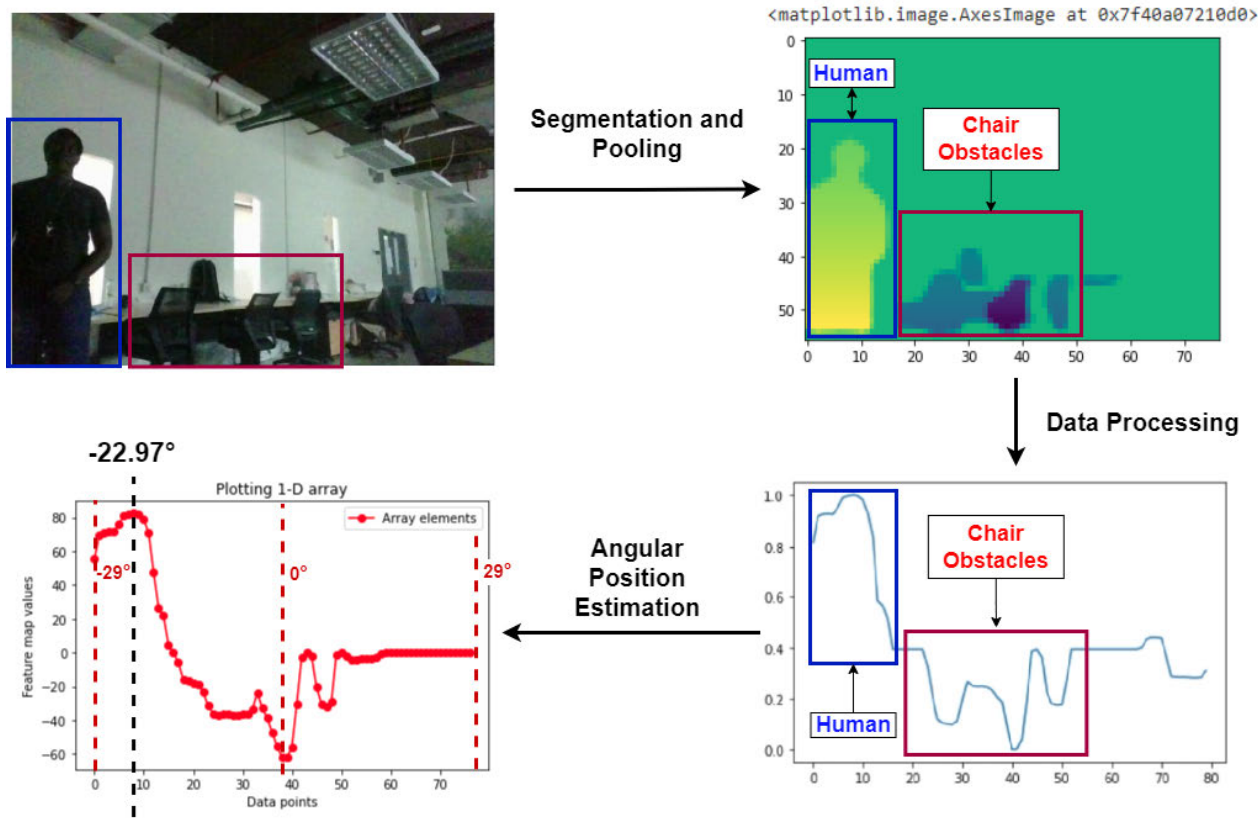 <matplotlib.image.AxesImage at 0x7f40a07210d0>
Human
Chair
Obstacles
0
10
20
30
40
50
0 10 20 30 40 50 60 70
Segmentation and
Pooling
Data Processing
-22.97°
Plotting 1-D array
Array elements
-29°
0°
29°
Feature map values
80
60
40
20
0
−20
−40
−60
0 10 20 30 40 50 60 70
Data points
Angular
Position
Estimation
1.0
0.8
0.6
0.4
0.2
0.0
Chair
Obstacles
Human
0 10 20 30 40 50 60 70 80